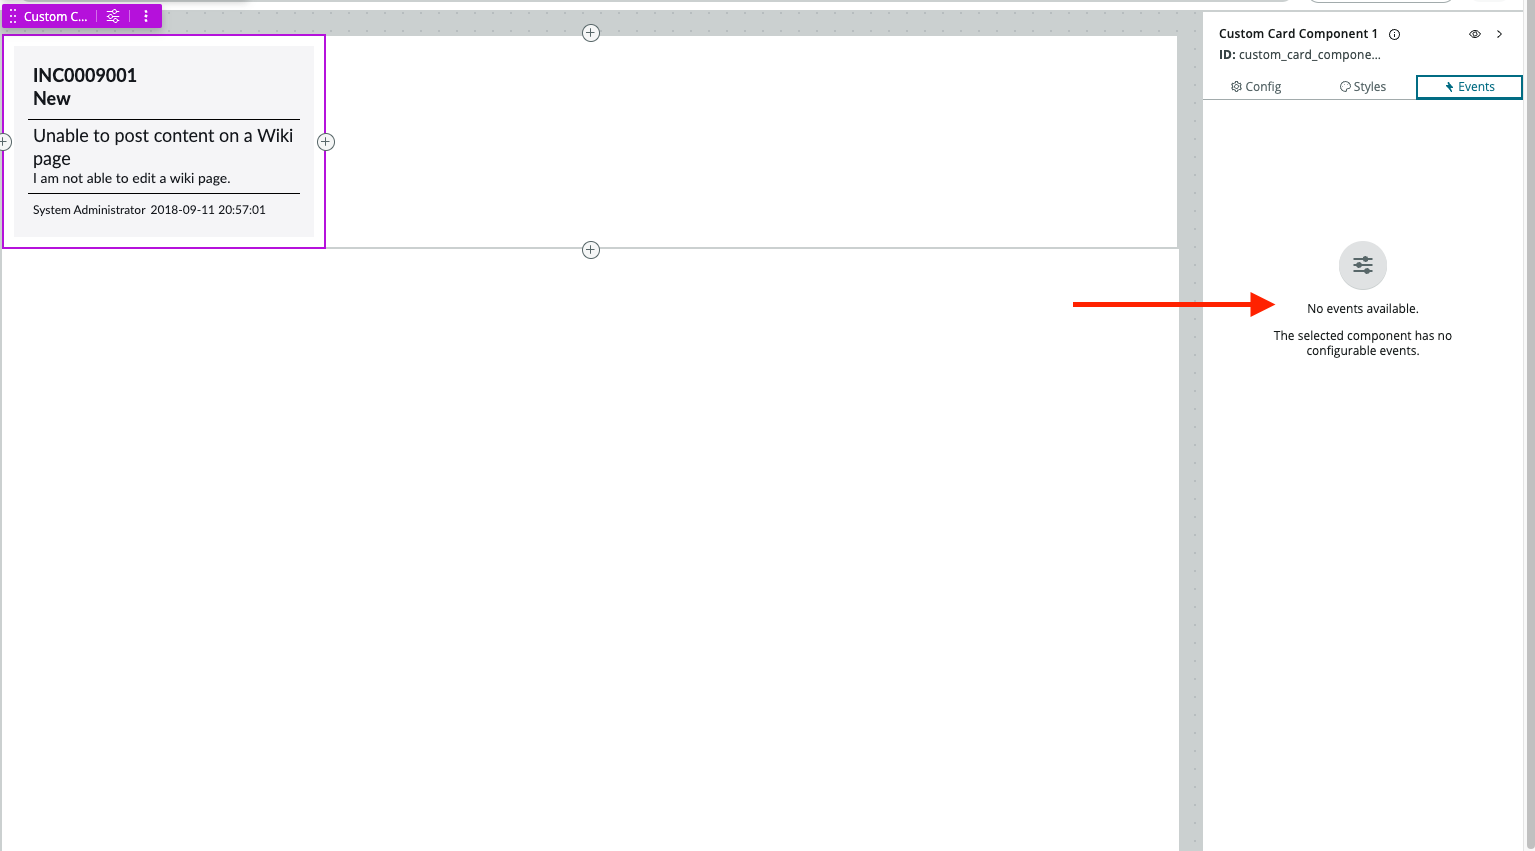 Custom C...
INC0009001
New
Unable to post content on a Wiki
page
I am not able to edit a wiki page.
System Administrator 2018-09-11 20:57:01
Custom Card Component 1
ID: custom_card_compone...
Config Styles Events
No events available.
The selected component has no
configurable events.